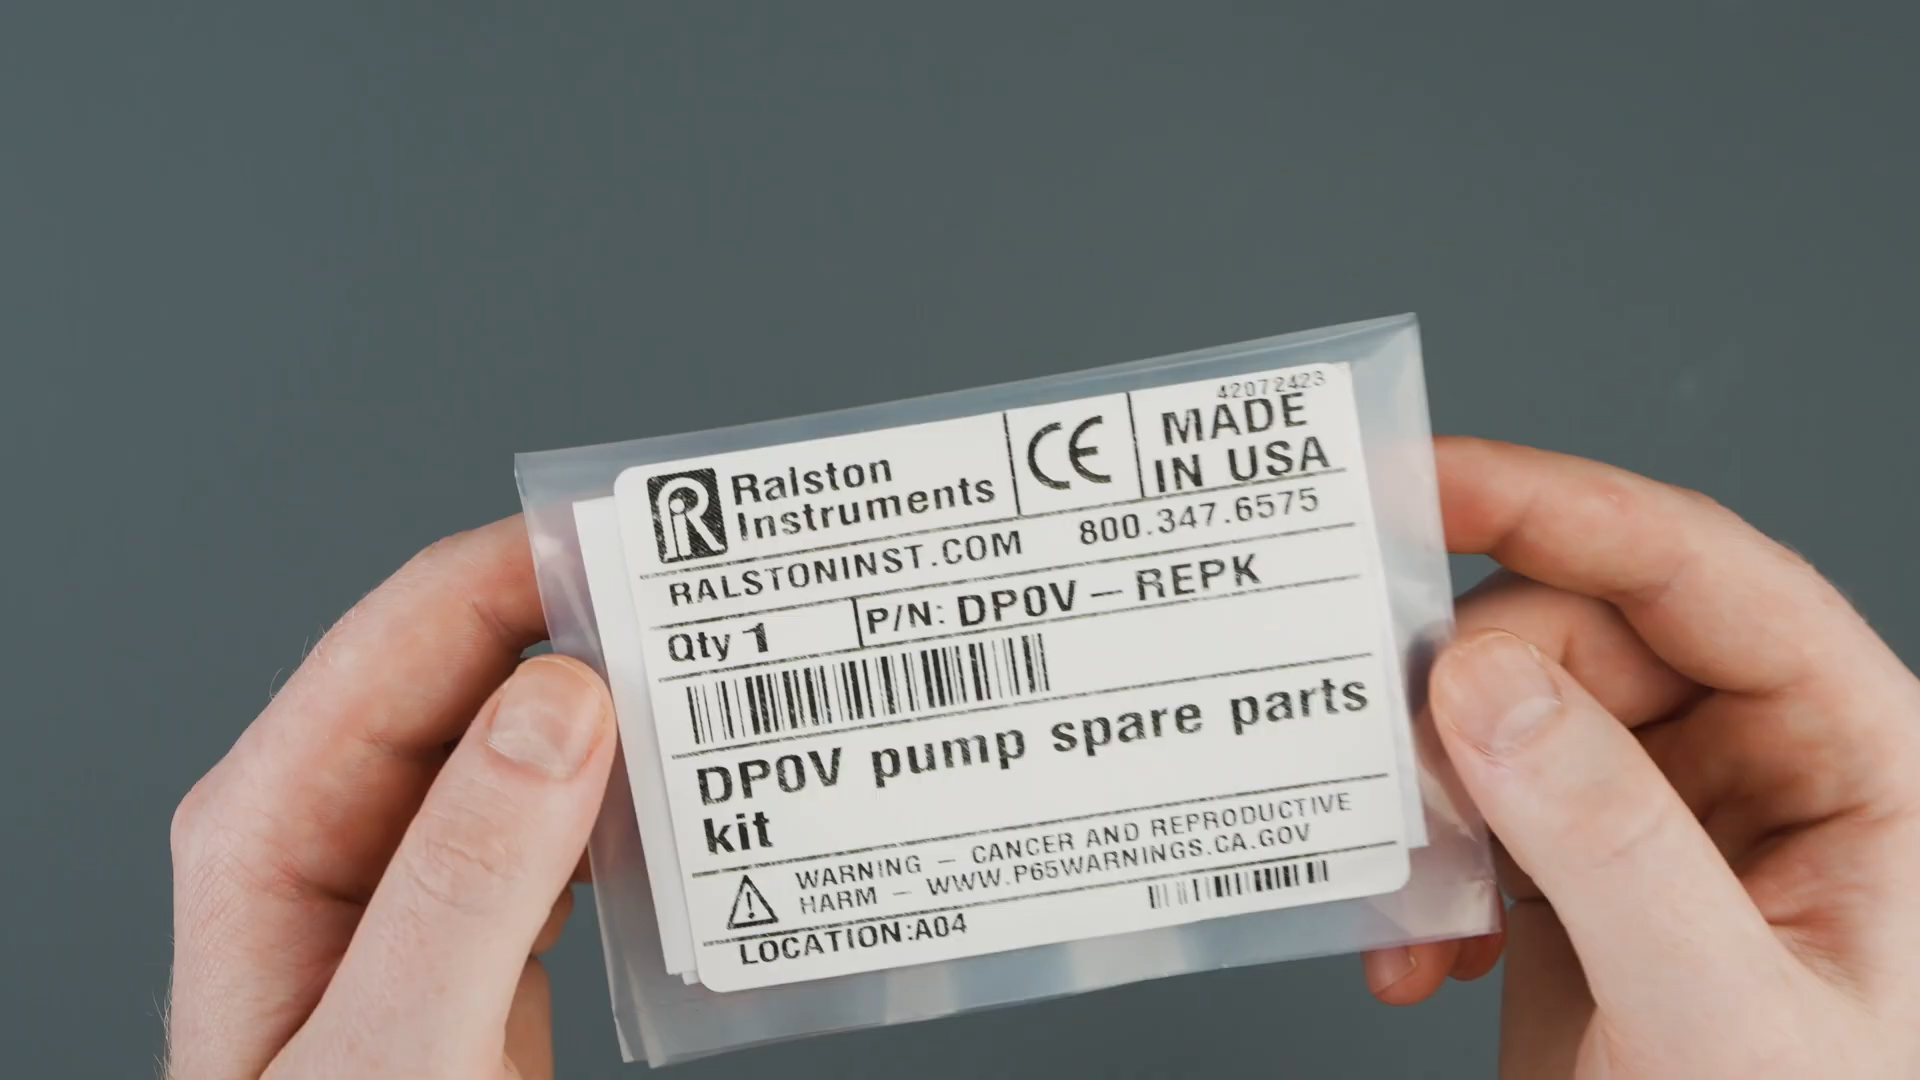 42072423
Ralston
Instruments
CE
MADE
IN USA
RALSTONINST.COM 800.347.6575
Qty 1 P/N: DP0V – REPK
DP0V pump spare parts
kit
WARNING – CANCER AND REPRODUCTIVE
HARM – WWW.P65WARNINGS.CA.GOV
LOCATION:A04